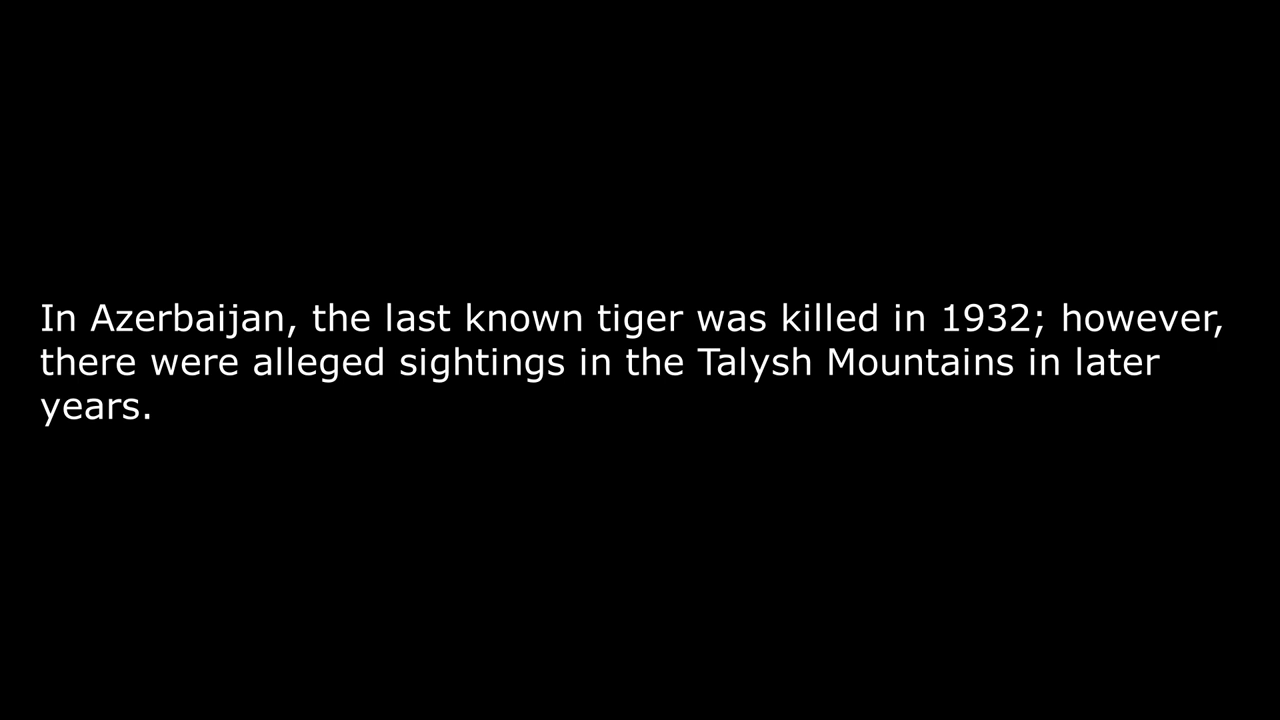 In Azerbaijan, the last known tiger was killed in 1932; however,
there were alleged sightings in the Talysh Mountains in later
years.